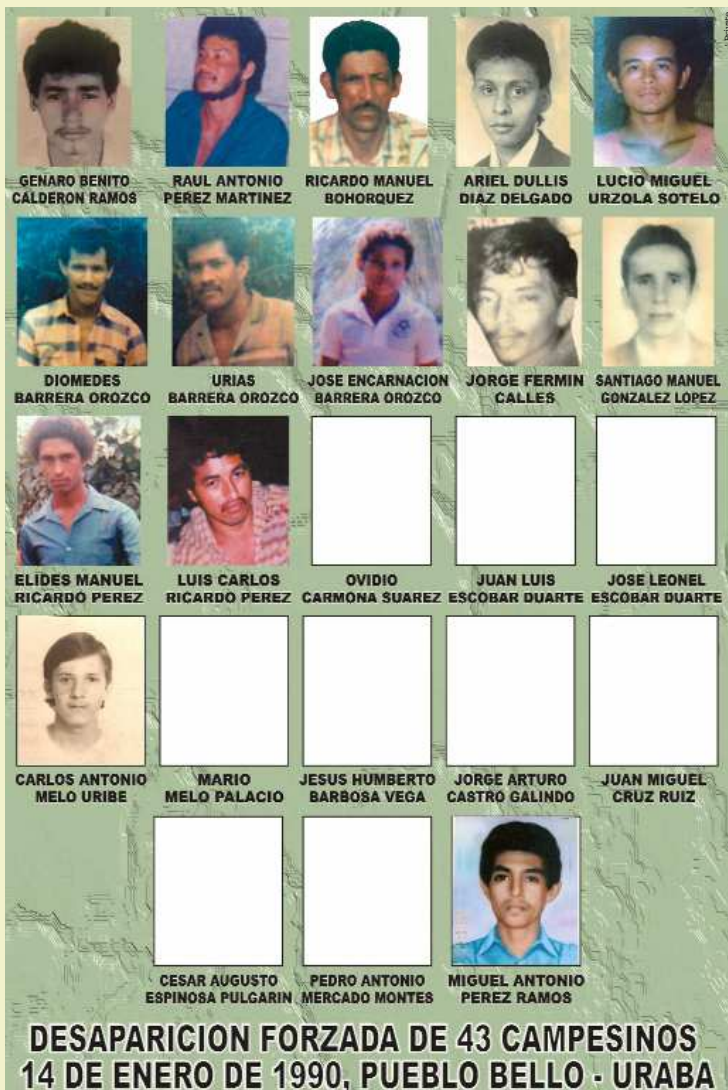 GENARO BENITO
CALDERON RAMOS
RAUL ANTONIO
PEREZ MARTINEZ
RICARDO MANUEL
BOHORQUEZ
ARIEL DULLIS
DIAZ DELGADO
LUCIO MIGUEL
URZOLA SOTELO
DIOMEDES
BARRERA OROZCO
URIAS
BARRERA OROZCO
JOSE ENCARNACION
BARRERA OROZCO
JORGE FERMIN
CALLES
SANTIAGO MANUEL
GONZALEZ LOPEZ
ELIDES MANUEL
RICARDO PEREZ
LUIS CARLOS
RICARDO PEREZ
OVIDIO
CARMONA SUAREZ
JUAN LUIS
ESCOBAR DUARTE
JOSE LEONEL
ESCOBAR DUARTE
CARLOS ANTONIO
MELO URIBE
MARIO
MELO PALACIO
JESUS HUMBERTO
BARBOSA VEGA
JORGE ARTURO
CASTRO GALINDO
JUAN MIGUEL
CRUZ RUIZ
CESAR AUGUSTO
ESPINOSA PULGARIN
PEDRO ANTONIO
MERCADO MONTES
MIGUEL ANTONIO
PEREZ RAMOS
DESAPARICION FORZADA DE 43 CAMPESINOS
14 DE ENERO DE 1990, PUEBLO BELLO - URABA